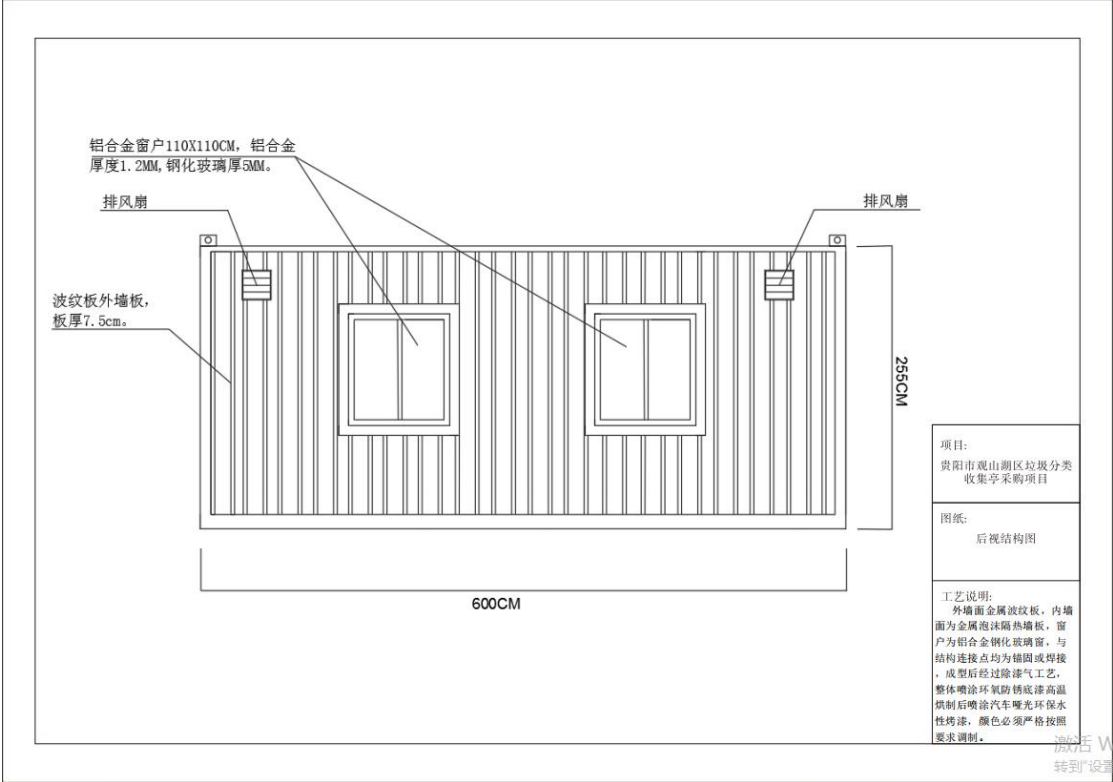 铝合金窗户110X110CM，铝合金
厚度1.2MM,钢化玻璃厚5MM。
排风扇
排风扇
波纹板外墙板，
板厚7.5cm。
255CM
600CM
项目:
贵阳市观山湖区垃圾分类
收集亭采购项目
图纸:
后视结构图
工艺说明:
外墙面金属波纹板，内墙
面为金属泡沫隔热墙板，窗
户为铝合金钢化玻璃窗，与
结构连接点均为锚固或焊接
，成型后经过除漆气工艺，
整体喷涂环氧防锈底漆高温
烘制后喷涂汽车哑光环保水
性烤漆，颜色必须严格按照
要求调制。
激活 W
转到"设置